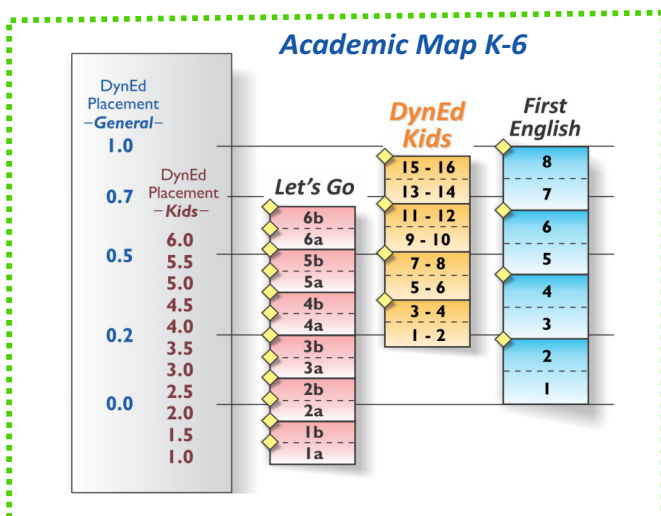 Academic Map K-6
DynEd
Placement
–General–
1.0
0.7
0.5
0.2
0.0
DynEd
Placement
–Kids–
6.0
5.5
5.0
4.5
4.0
3.5
3.0
2.5
2.0
1.5
1.0
Let's Go
6b
6a
5b
5a
4b
4a
3b
3a
2b
2a
1b
1a
DynEd
Kids
15 - 16
13 - 14
11 - 12
9 - 10
7 - 8
5 - 6
3 - 4
1 - 2
First
English
8
7
6
5
4
3
2
1